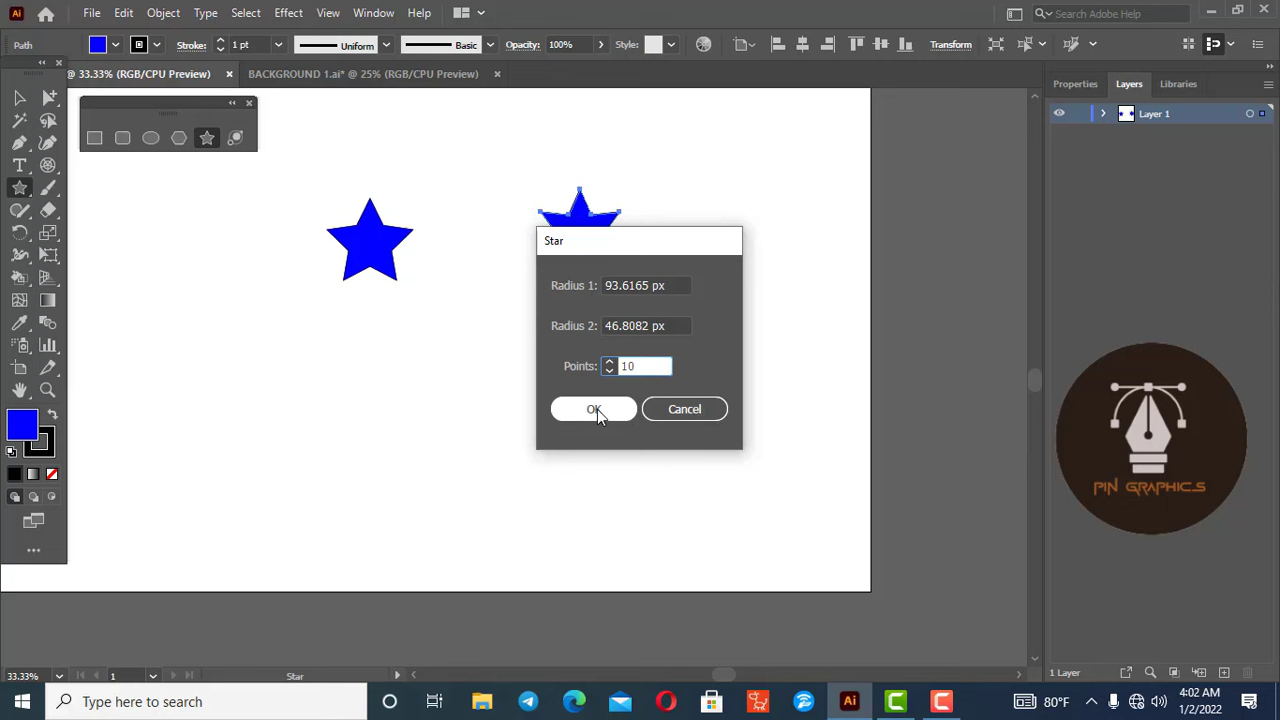 Ai
File Edit Object Type Select Effect View Window Help
Search Adobe Help
Path
Stroke: 1 pt Uniform Basic Opacity: 100% Style: Transform
@ 33.33% (RGB/CPU Preview) × BACKGROUND 1.ai* @ 25% (RGB/CPU Preview) ×
Properties Layers Libraries
Layer 1
Star
Radius 1: 93.6165 px
Radius 2: 46.8082 px
Points: 10
OK Cancel
PIN GRAPHICS
33.33% 1 Star
1 Layer
Type here to search
Ai
80°F
4:02 AM
1/2/2022